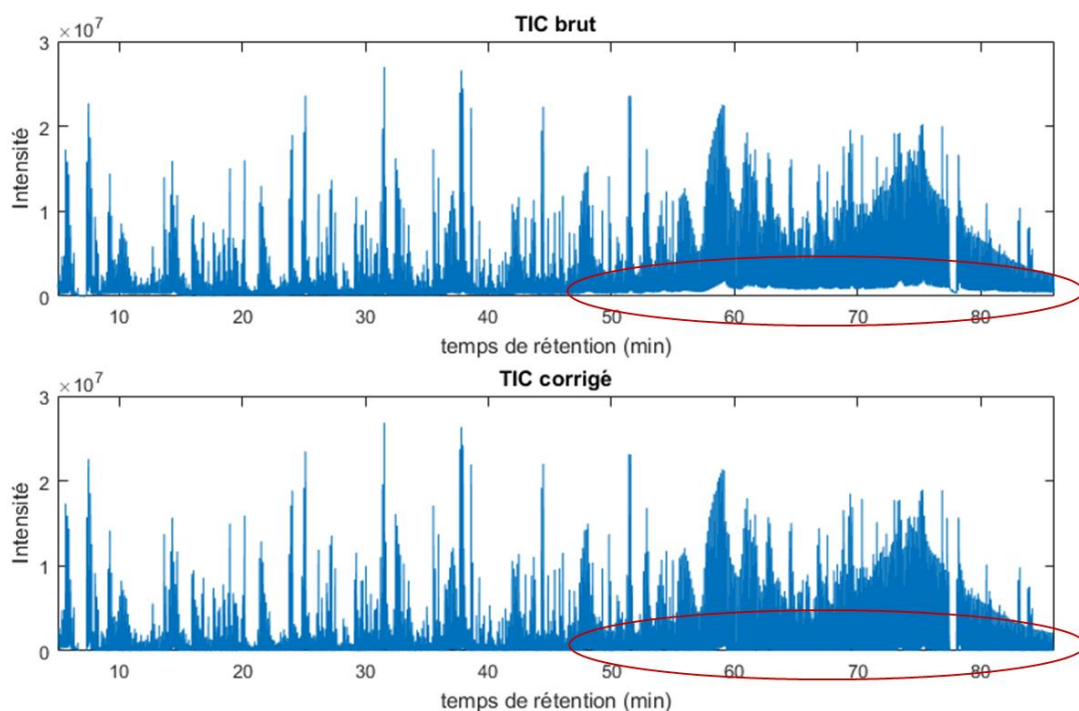 TIC brut
×10⁷
3
2
1
0
Intensité
10 20 30 40 50 60 70 80
temps de rétention (min)
TIC corrigé
×10⁷
3
2
1
0
Intensité
10 20 30 40 50 60 70 80
temps de rétention (min)